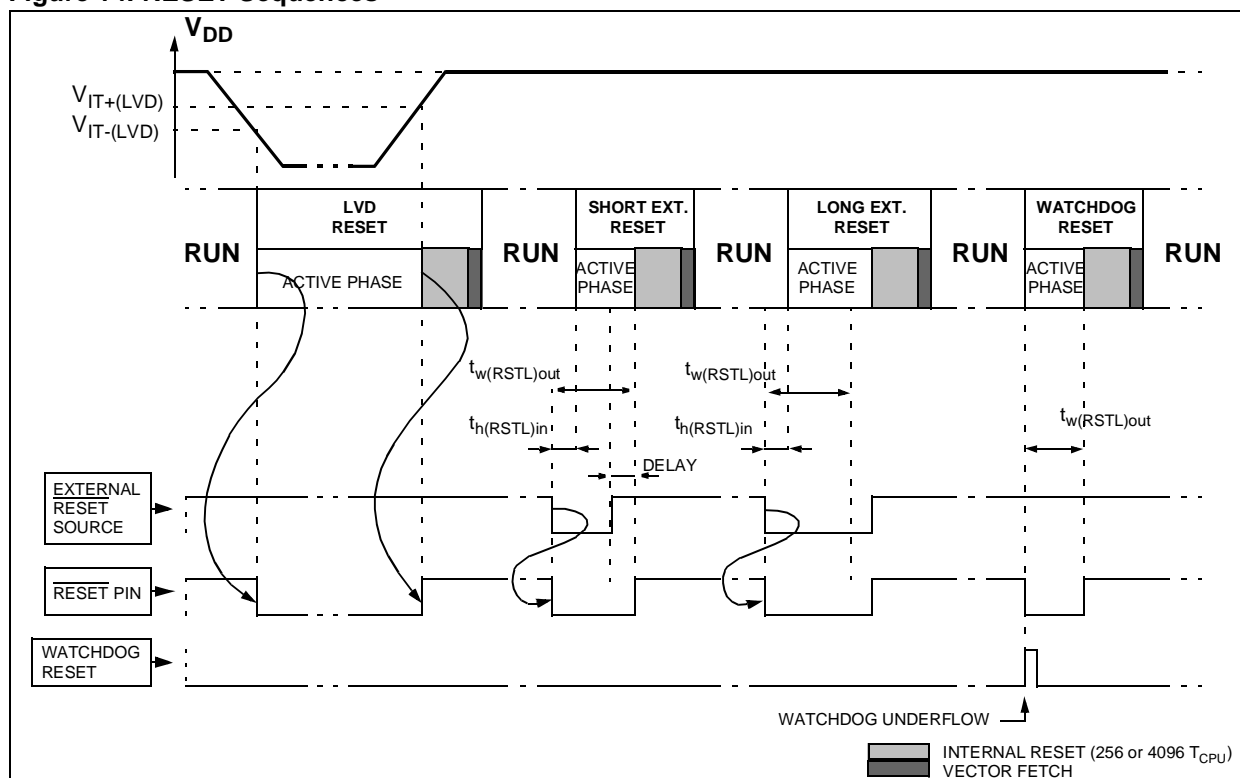 Figure 14. RESET Sequences
VDD
VIT+(LVD)
VIT-(LVD)
LVD
RESET
SHORT EXT.
RESET
LONG EXT.
RESET
WATCHDOG
RESET
RUN
RUN
RUN
RUN
RUN
ACTIVE PHASE
ACTIVE
PHASE
ACTIVE
PHASE
ACTIVE
PHASE
tw(RSTL)out
tw(RSTL)out
th(RSTL)in
th(RSTL)in
tw(RSTL)out
DELAY
EXTERNAL
RESET
SOURCE
RESET PIN
WATCHDOG
RESET
WATCHDOG UNDERFLOW
INTERNAL RESET (256 or 4096 TCPU)
VECTOR FETCH